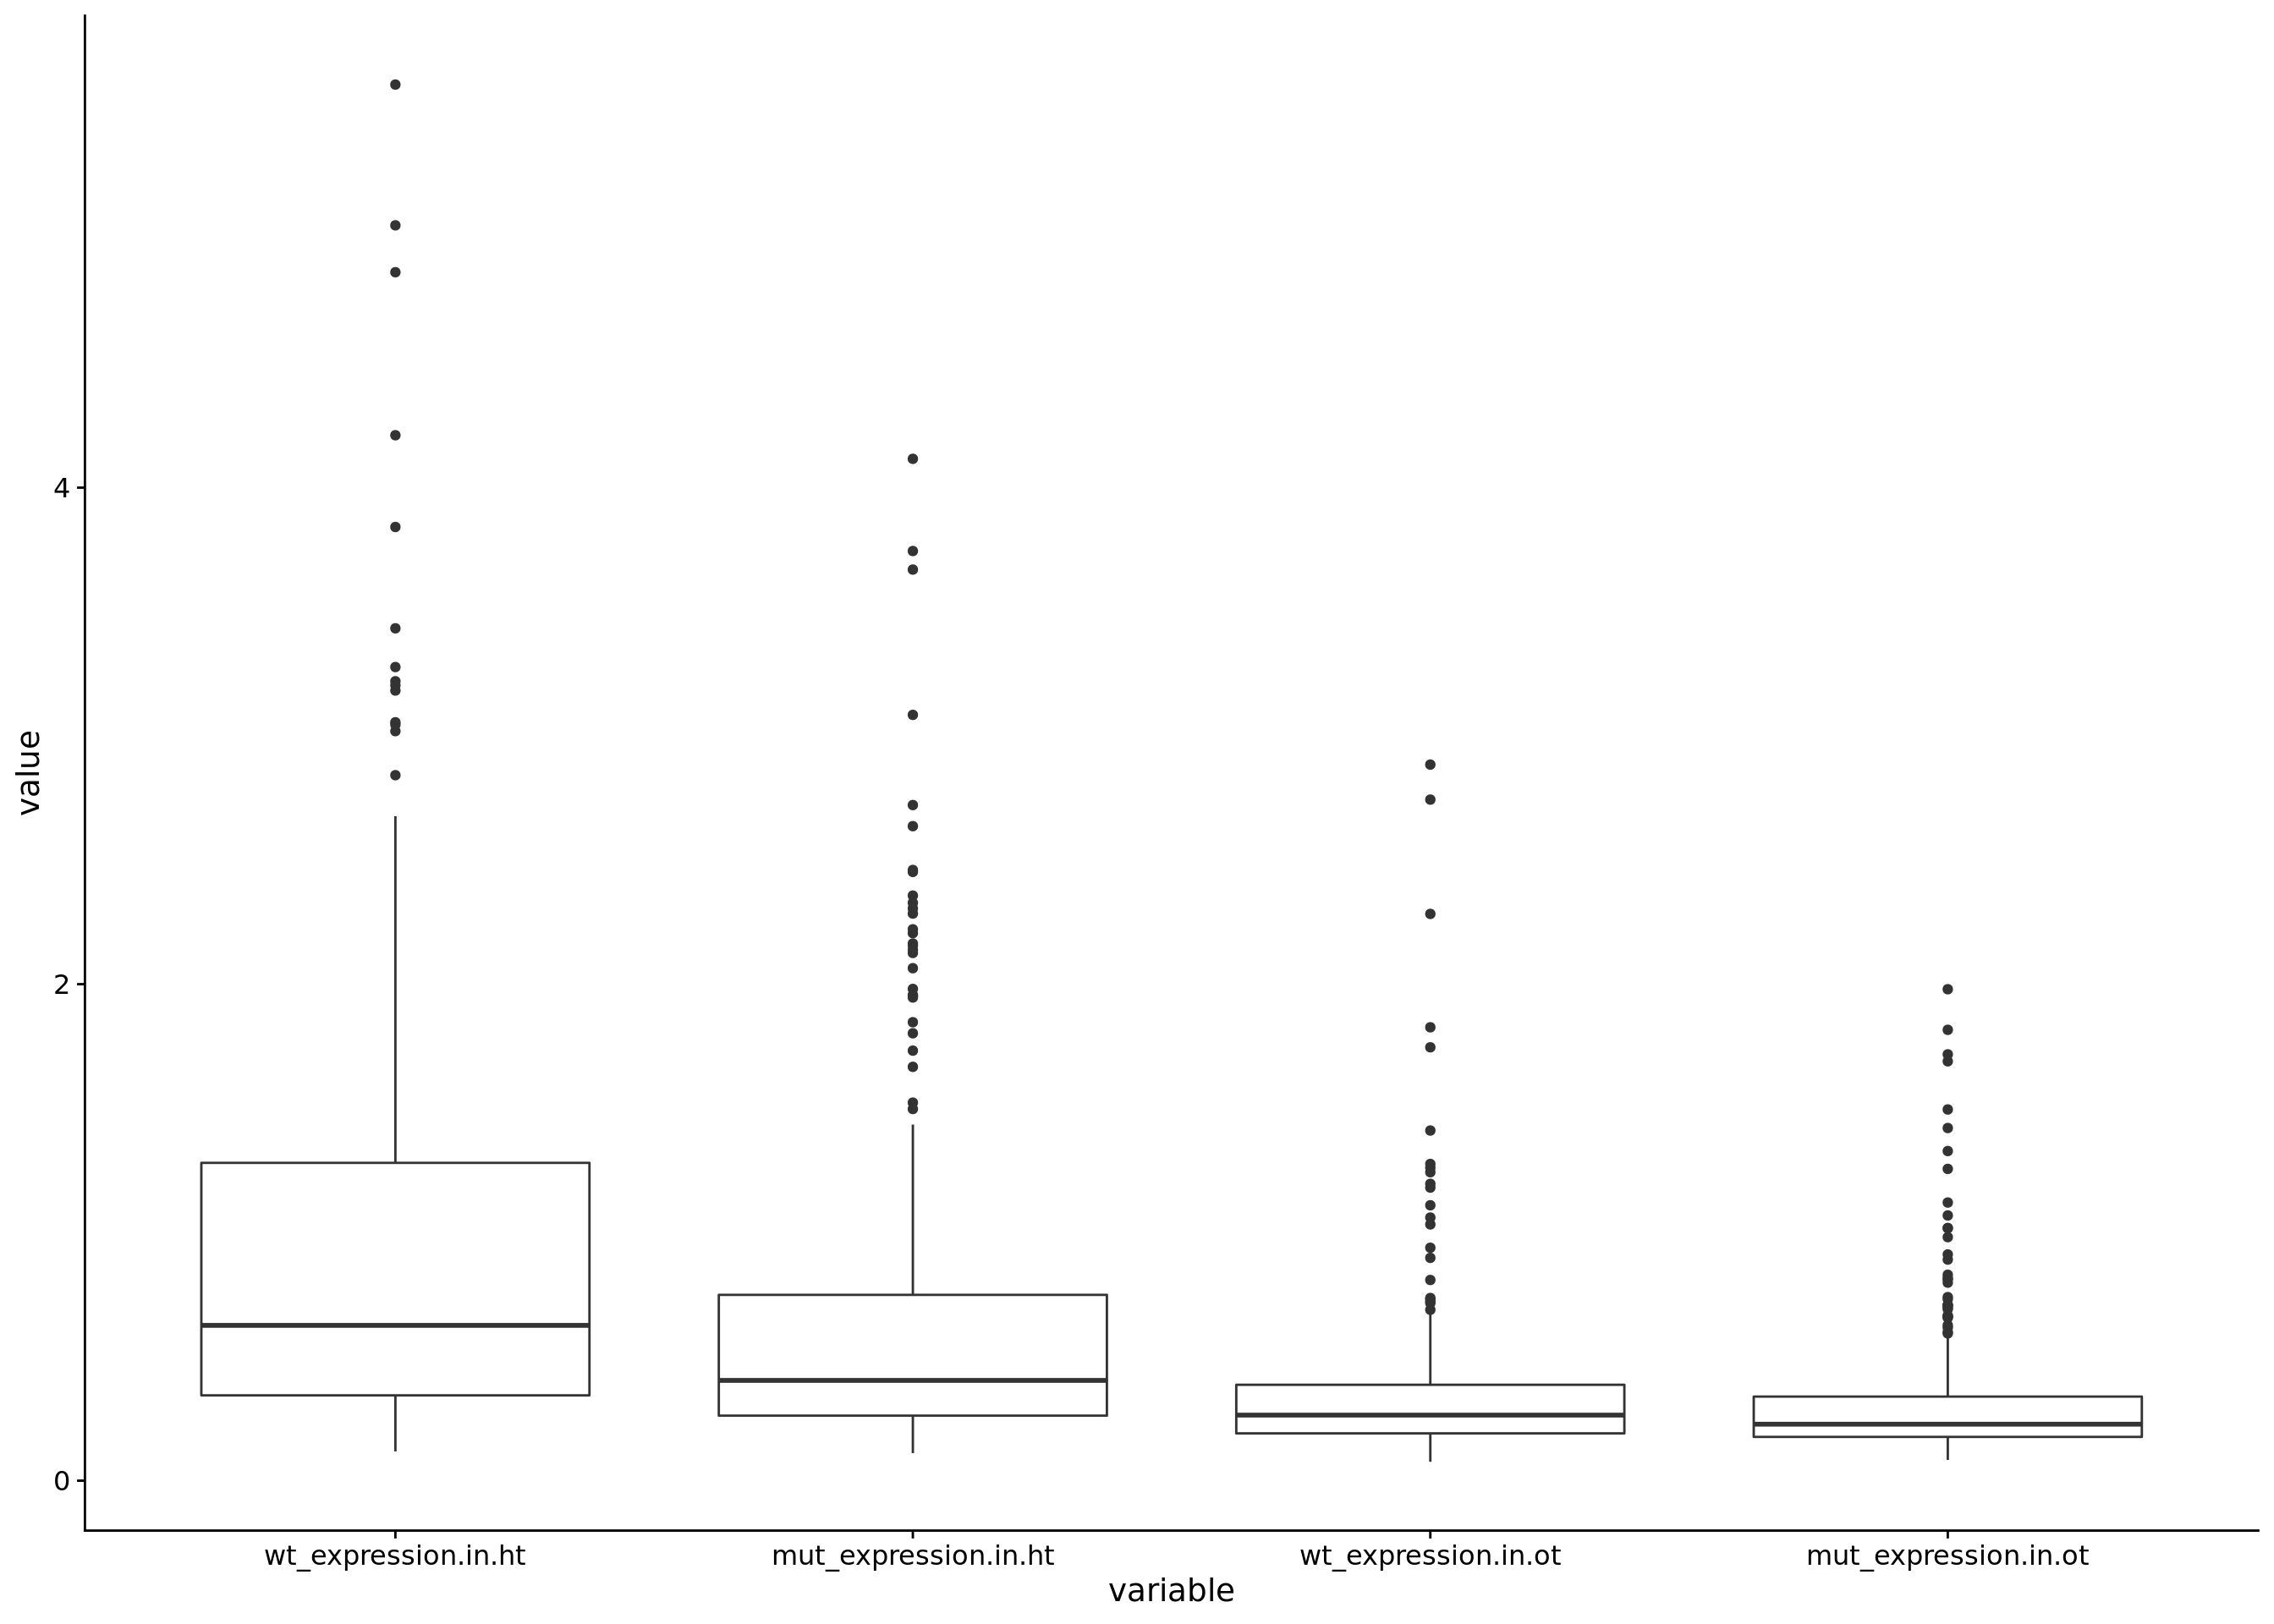 value
4
2
0
wt_expression.in.ht
mut_expression.in.ht
wt_expression.in.ot
mut_expression.in.ot
variable